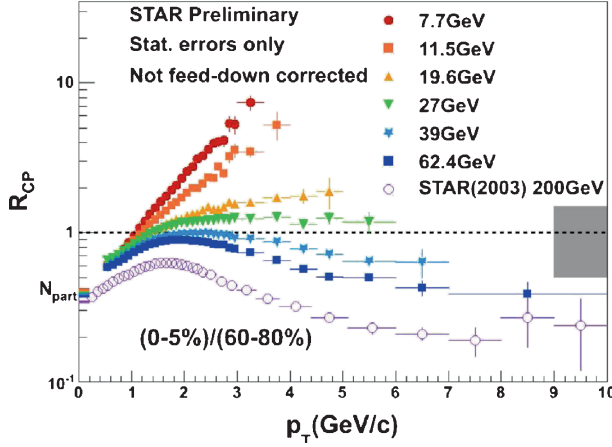 STAR Preliminary
Stat. errors only
Not feed-down corrected
7.7GeV
11.5GeV
19.6GeV
27GeV
39GeV
62.4GeV
STAR(2003) 200GeV
10
R_CP
1
N_part
(0-5%)/(60-80%)
10^-1
0 1 2 3 4 5 6 7 8 9 10
p_T(GeV/c)